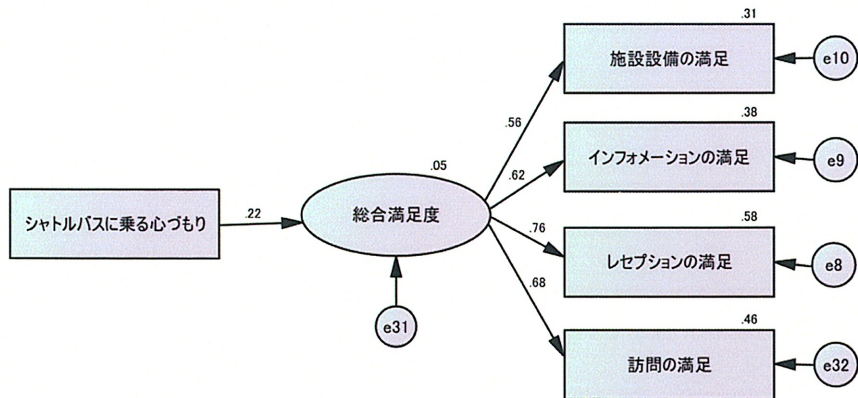 .31
施設設備の満足
e10
.56
.38
インフォメーションの満足
e9
.62
.05
シャトルバスに乗る心づもり
.22
総合満足度
.76
.58
レセプションの満足
e8
.68
e31
.46
訪問の満足
e32